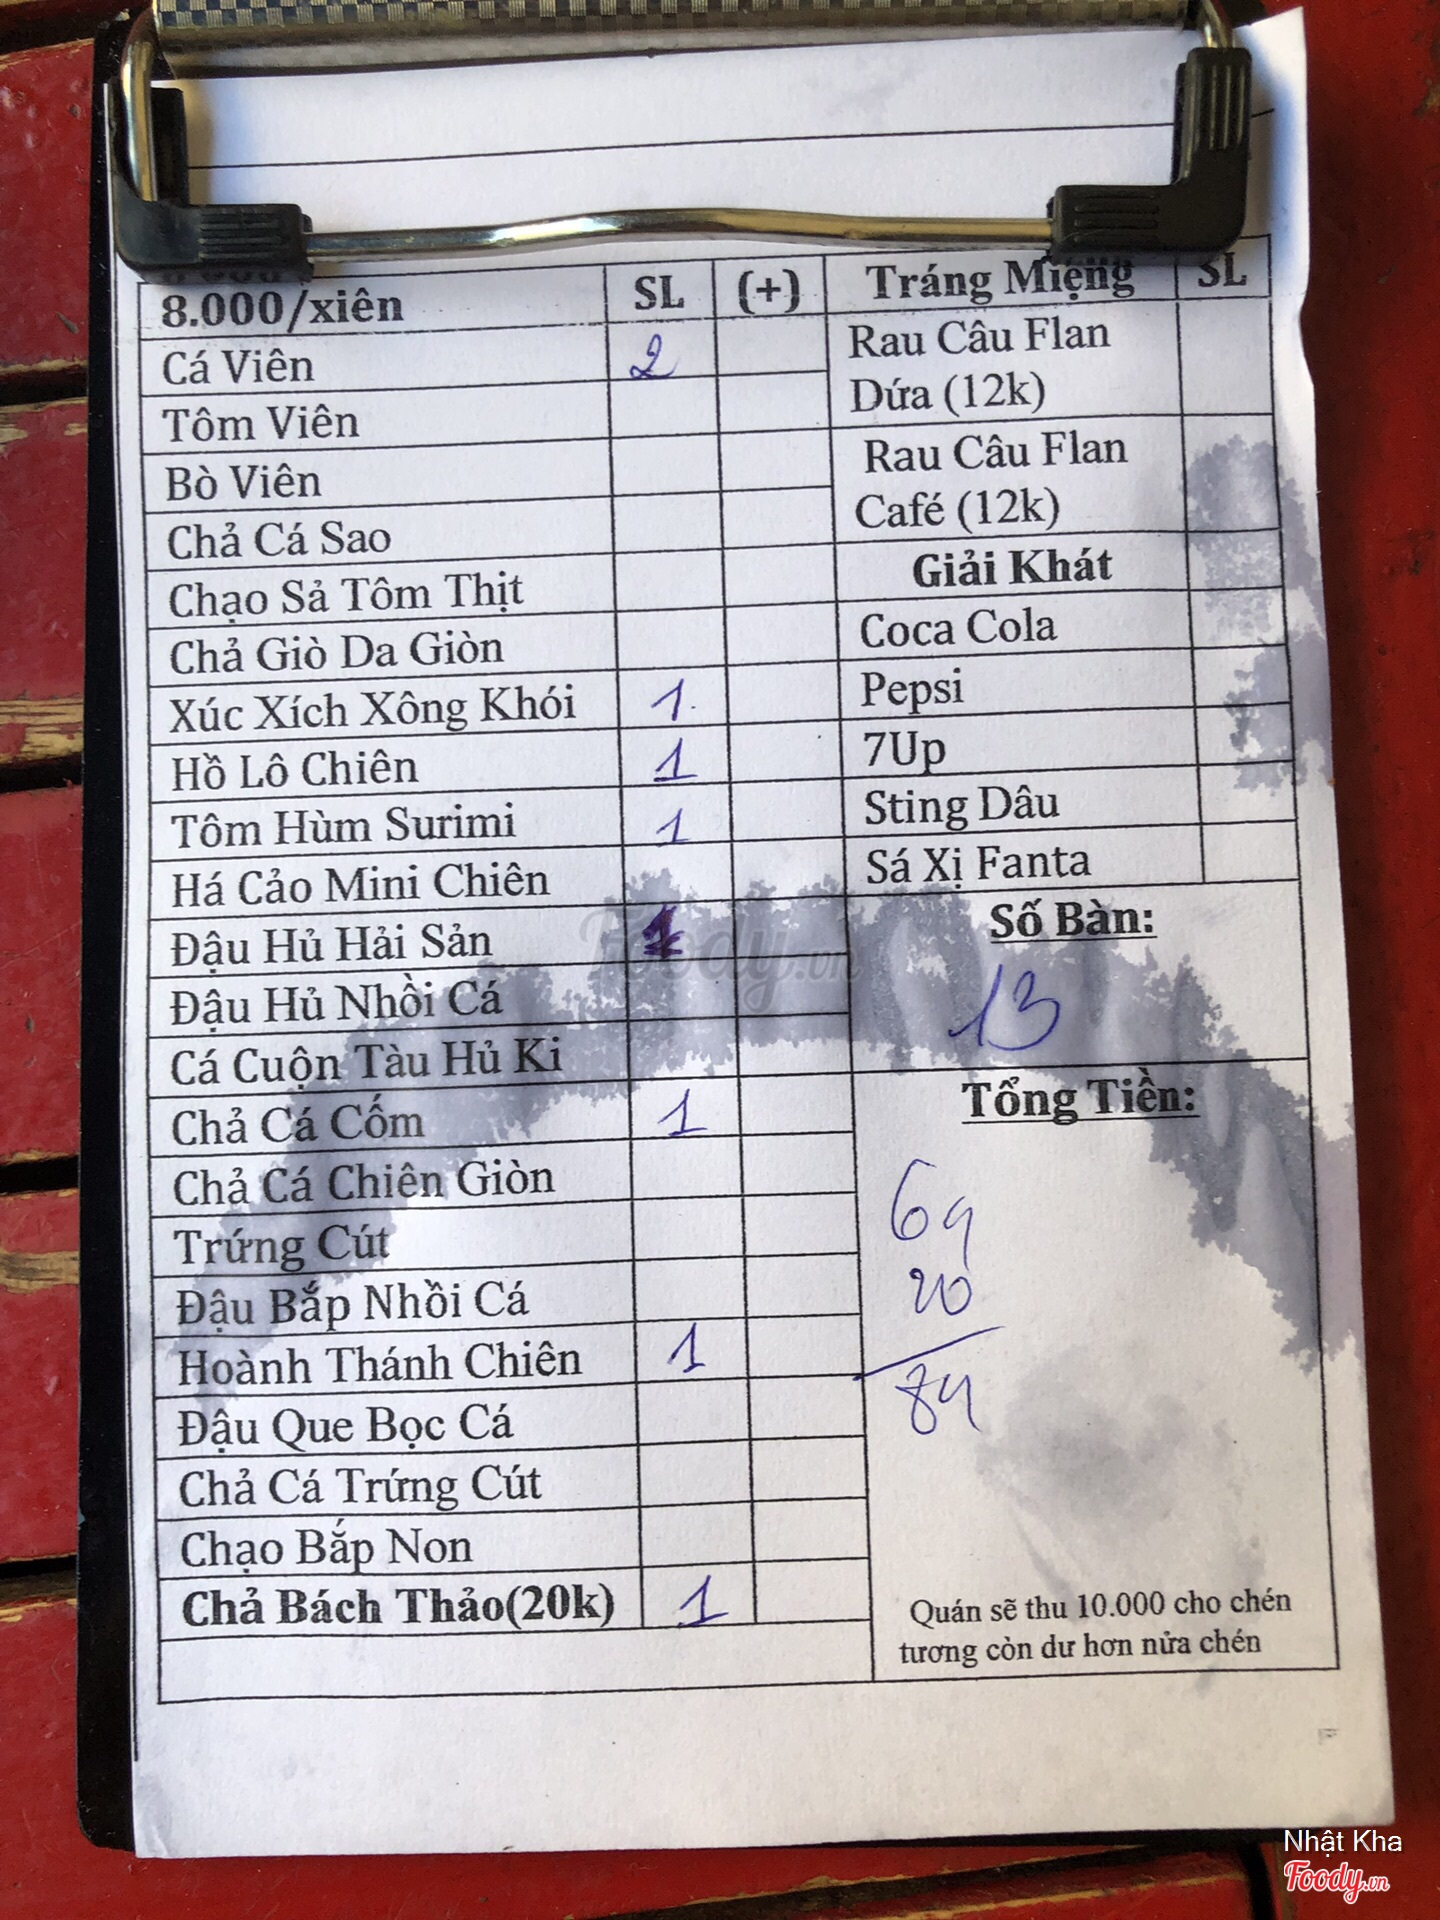 8.000/xiên SL (+)
Cá Viên 2
Tôm Viên
Bò Viên
Chả Cá Sao
Chạo Sả Tôm Thịt
Chả Giò Da Giòn
Xúc Xích Xông Khói 1
Hồ Lô Chiên 1
Tôm Hùm Surimi 1
Há Cảo Mini Chiên
Đậu Hủ Hải Sản 1
Đậu Hủ Nhồi Cá
Cá Cuộn Tàu Hủ Ki
Chả Cá Cốm 1
Chả Cá Chiên Giòn
Trứng Cút
Đậu Bắp Nhồi Cá
Hoành Thánh Chiên 1
Đậu Que Bọc Cá
Chả Cá Trứng Cút
Chạo Bắp Non
Chả Bách Thảo(20k) 1
Tráng Miệng SL
Rau Câu Flan
Dứa (12k)
Rau Câu Flan
Café (12k)
Giải Khát
Coca Cola
Pepsi
7Up
Sting Dâu
Sá Xị Fanta
Số Bàn:
13
Tổng Tiền:
64
20
84
Quán sẽ thu 10.000 cho chén
tương còn dư hơn nửa chén
Foody.vn
Nhật Kha
Foody.vn